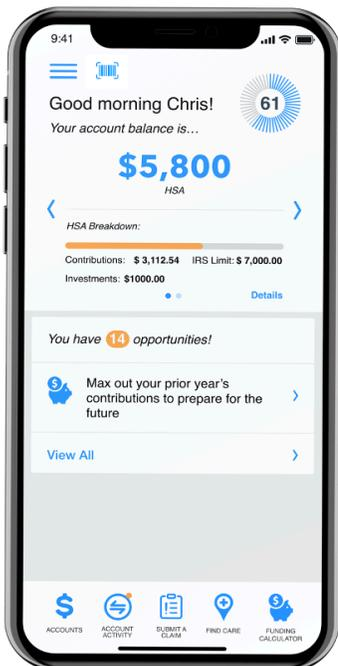 9:41
Good morning Chris!
61
Your account balance is...
$5,800
HSA
HSA Breakdown:
Contributions: $ 3,112.54 IRS Limit: $ 7,000.00
Investments: $1000.00
Details
You have 14 opportunities!
Max out your prior year's
contributions to prepare for the
future
View All
ACCOUNTS
ACCOUNT
ACTIVITY
SUBMIT A
CLAIM
FIND CARE
FUNDING
CALCULATOR